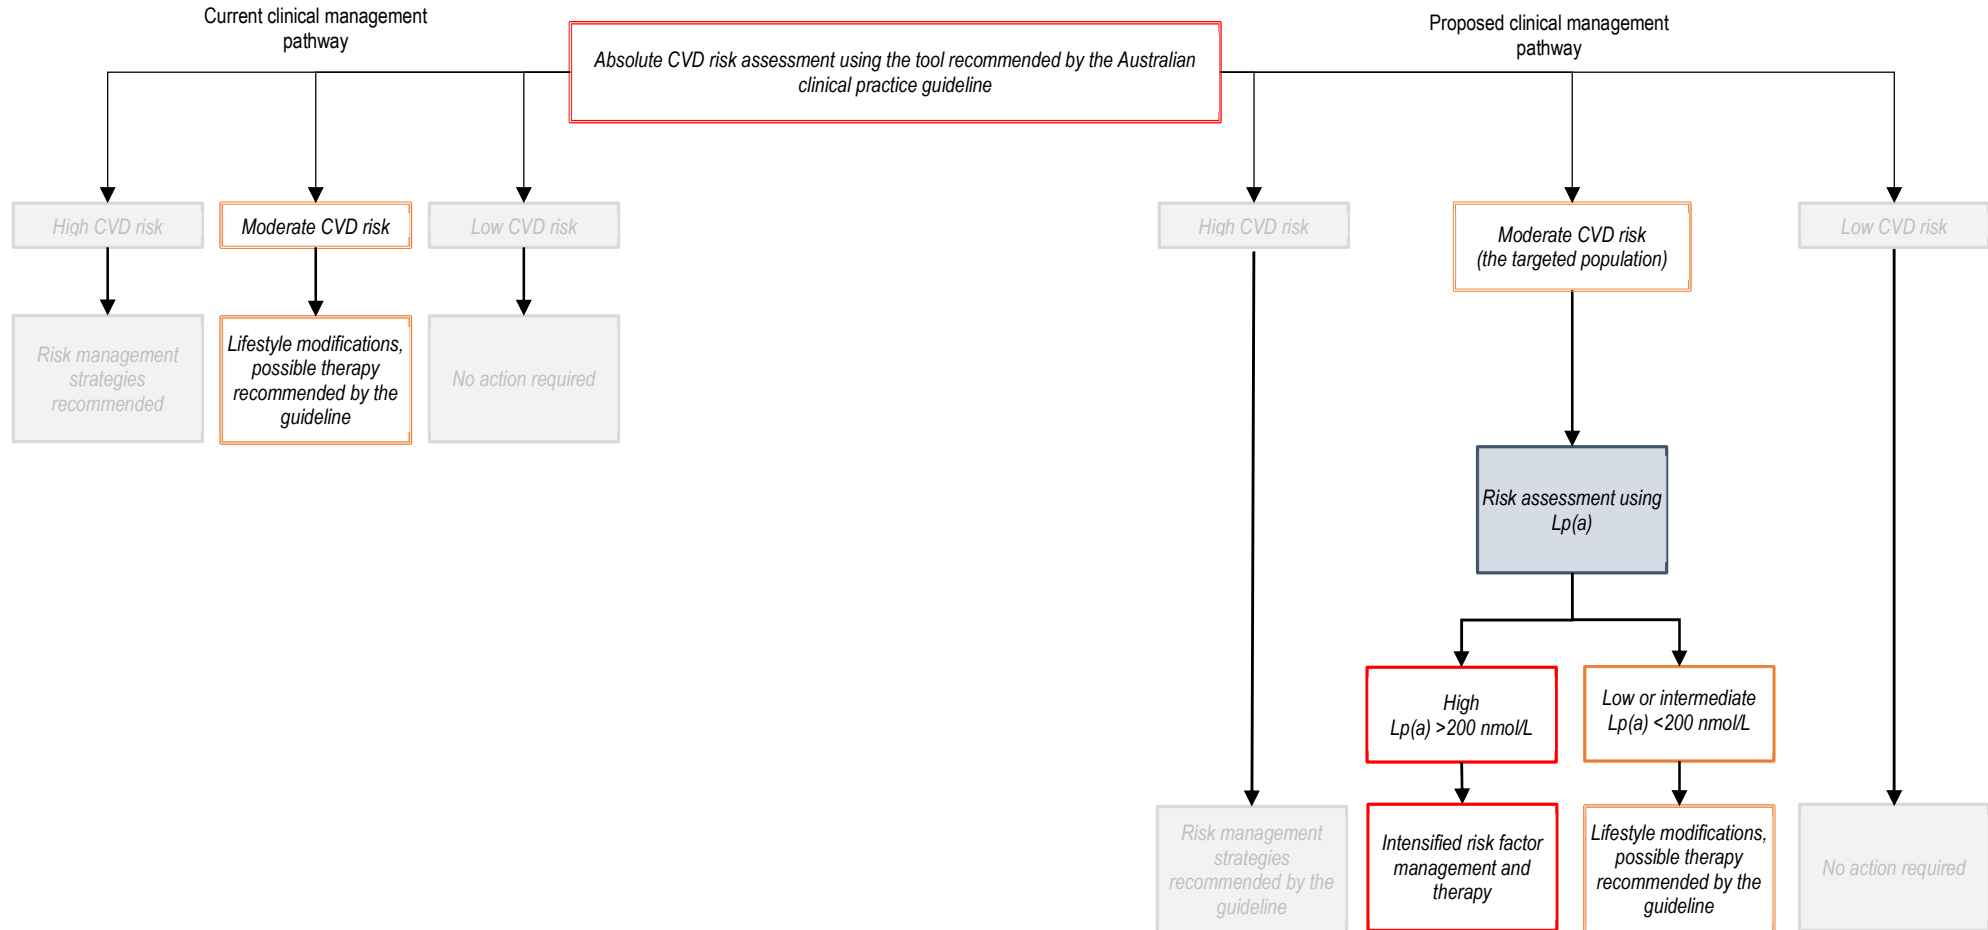 Current clinical management
pathway
Absolute CVD risk assessment using the tool recommended by the Australian
clinical practice guideline
Proposed clinical management
pathway
High CVD risk
Moderate CVD risk
Low CVD risk
High CVD risk
Moderate CVD risk
(the targeted population)
Low CVD risk
Risk management
strategies
recommended
Lifestyle modifications,
possible therapy
recommended by the
guideline
No action required
Risk assessment using
Lp(a)
High
Lp(a) >200 nmol/L
Low or intermediate
Lp(a) <200 nmol/L
Risk management
strategies
recommended by the
guideline
Intensified risk factor
management and
therapy
Lifestyle modifications,
possible therapy
recommended by the
guideline
No action required